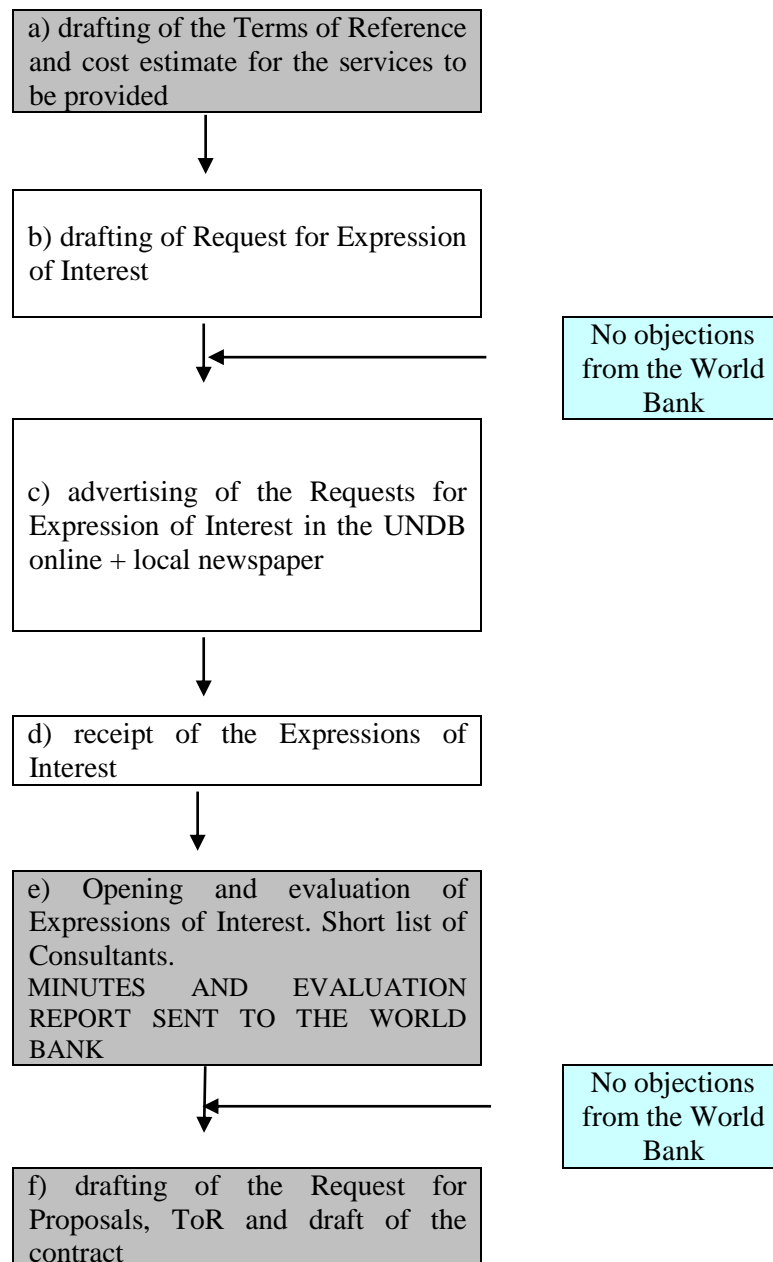 a) drafting of the Terms of Reference
and cost estimate for the services to
be provided
b) drafting of Request for Expression
of Interest
No objections
from the World
Bank
c) advertising of the Requests for
Expression of Interest in the UNDB
online + local newspaper
d) receipt of the Expressions of
Interest
e) Opening and evaluation of
Expressions of Interest. Short list of
Consultants.
MINUTES AND EVALUATION
REPORT SENT TO THE WORLD
BANK
No objections
from the World
Bank
f) drafting of the Request for
Proposals, ToR and draft of the
contract